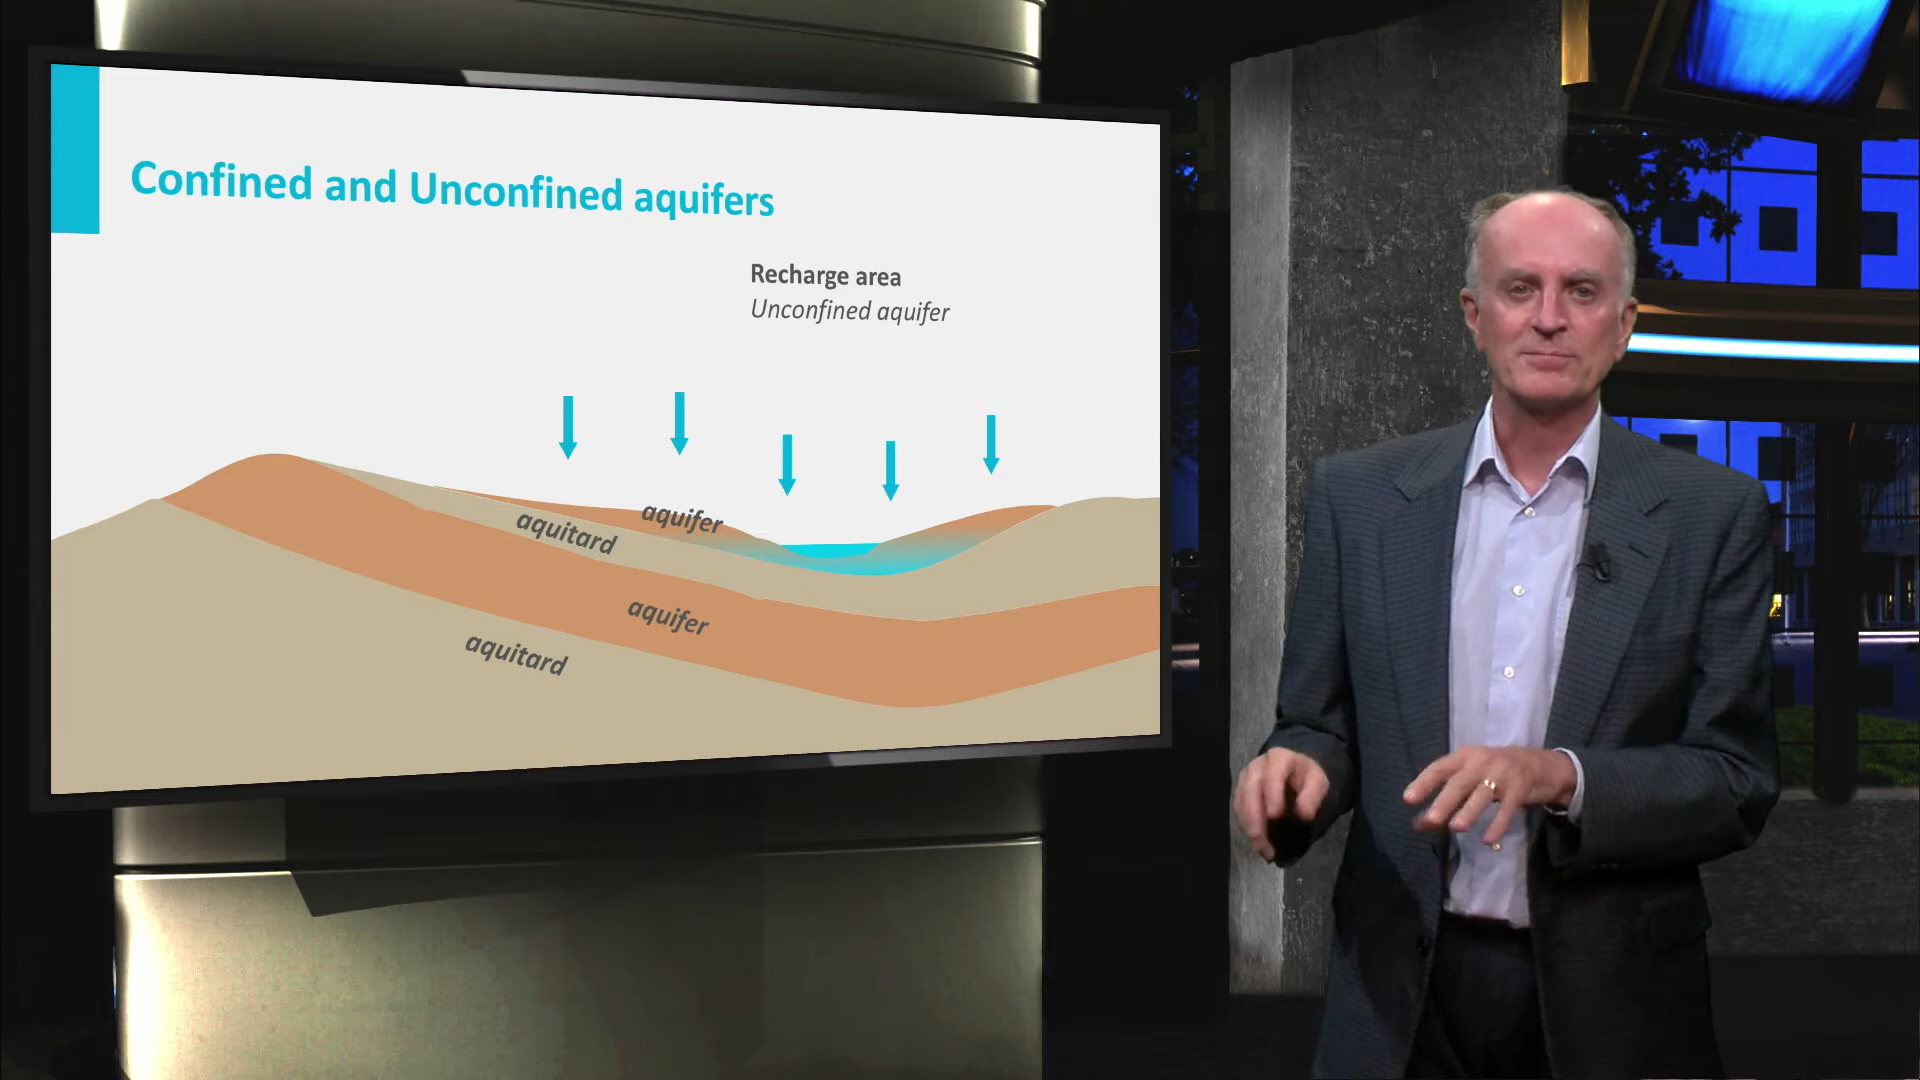 Confined and Unconfined aquifers
Recharge area
Unconfined aquifer
aquifer
aquitard
aquifer
aquitard